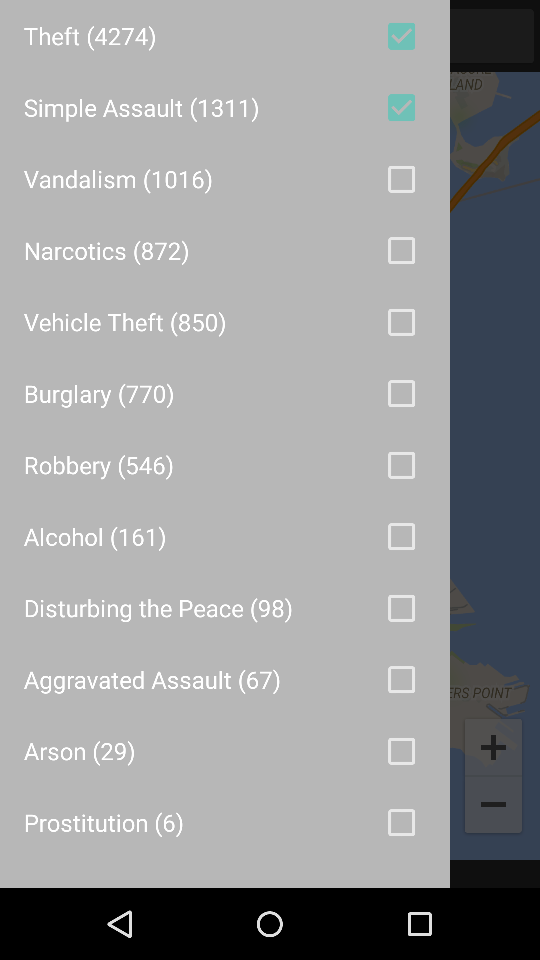 Theft (4274)
Simple Assault (1311)
Vandalism (1016)
Narcotics (872)
Vehicle Theft (850)
Burglary (770)
Robbery (546)
Alcohol (161)
Disturbing the Peace (98)
Aggravated Assault (67)
Arson (29)
Prostitution (6)
LAND
ERS POINT